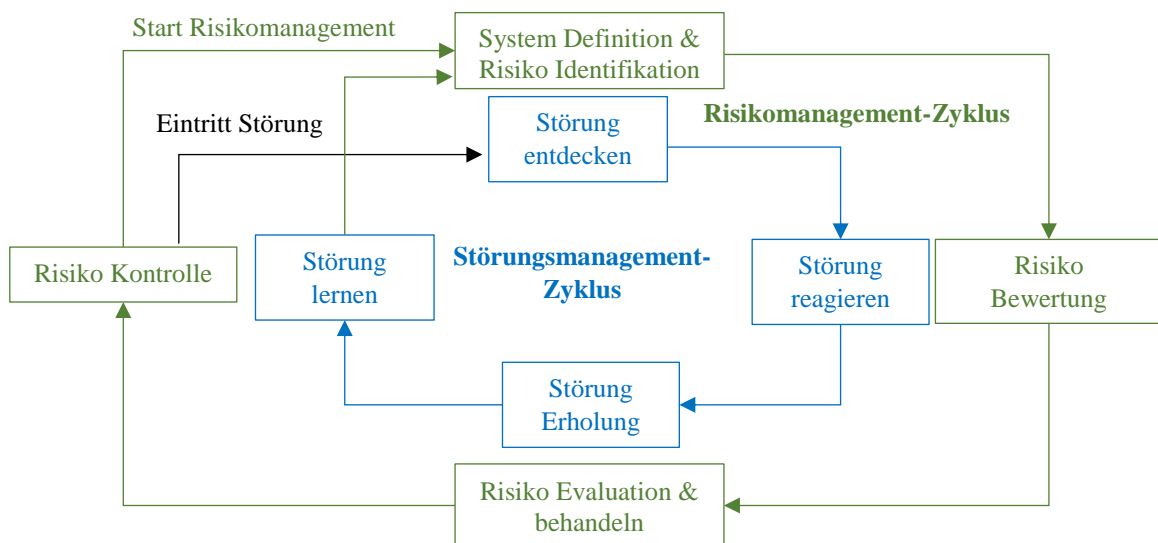 Start Risikomanagement
System Definition &
Risiko Identifikation
Eintritt Störung
Störung
entdecken
Risikomanagement-Zyklus
Risiko Kontrolle
Störung
lernen
Störungsmanagement-
Zyklus
Störung
reagieren
Risiko
Bewertung
Störung
Erholung
Risiko Evaluation &
behandeln